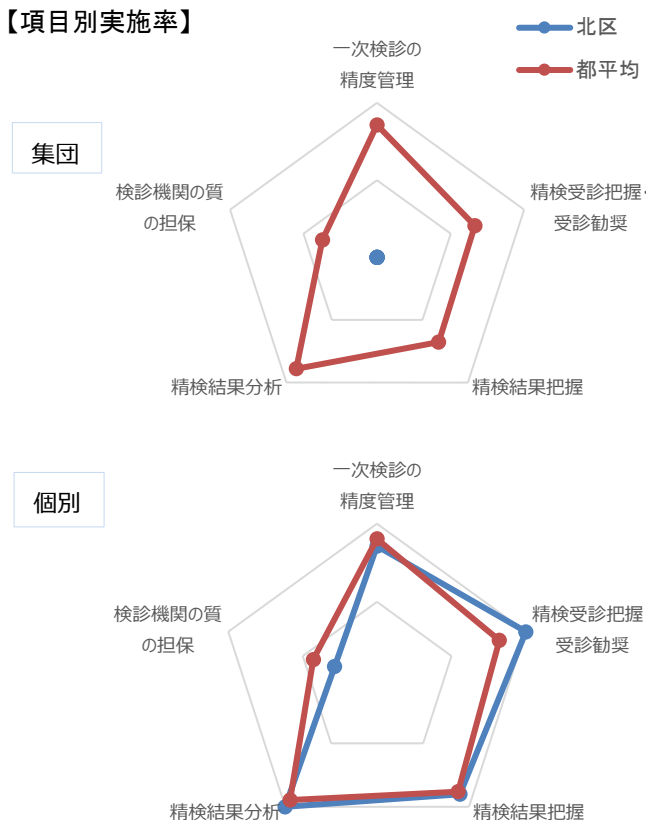 【項目別実施率】
北区
都平均
集団
一次検診の
精度管理
精検受診把握・
受診勧奨
精検結果把握
精検結果分析
検診機関の質
の担保
個別
一次検診の
精度管理
精検受診把握
受診勧奨
精検結果把握
精検結果分析
検診機関の質
の担保